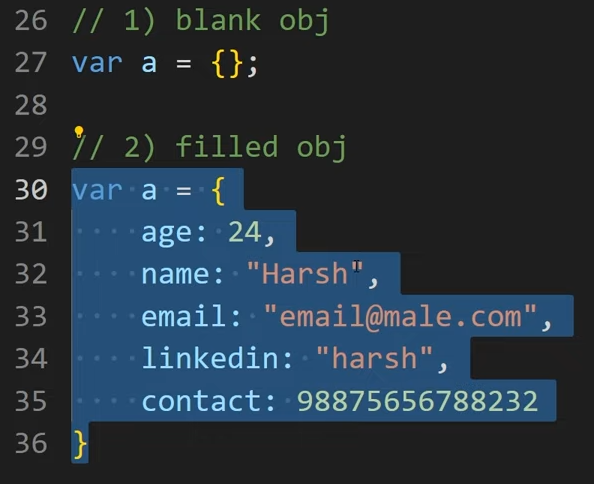 26 // 1) blank obj
27 var a = {};
28
29 // 2) filled obj
30 var a = {
31     age: 24,
32     name: "Harsh",
33     email: "email@male.com",
34     linkedin: "harsh",
35     contact: 98875656788232
36 }